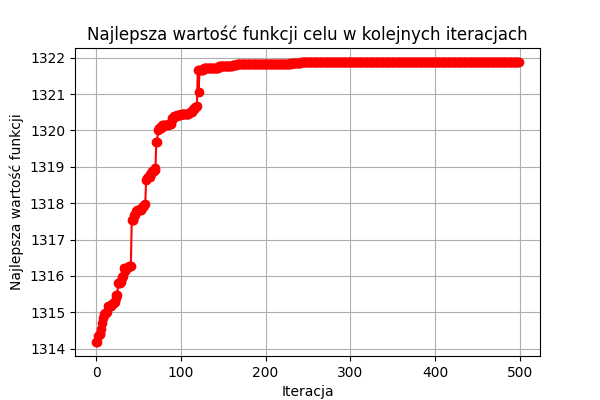 Najlepsza wartość funkcji celu w kolejnych iteracjach
1322
1321
1320
1319
1318
1317
1316
1315
1314
Najlepsza wartość funkcji
0 100 200 300 400 500
Iteracja